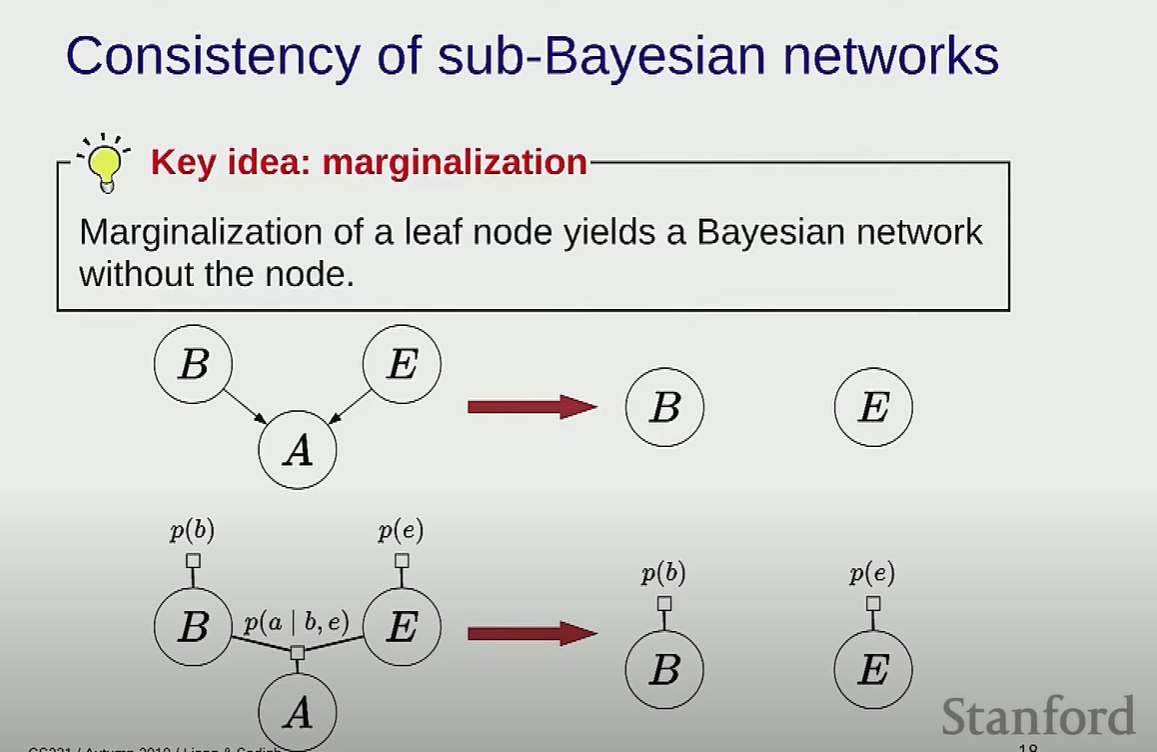 Consistency of sub-Bayesian networks
Key idea: marginalization
Marginalization of a leaf node yields a Bayesian network
without the node.
B
E
A
B
E
p(b)
p(e)
B
p(a | b, e)
E
A
p(b)
p(e)
B
E
Stanford
CS221 / Autumn 2019 / Liang & Sadigh
18